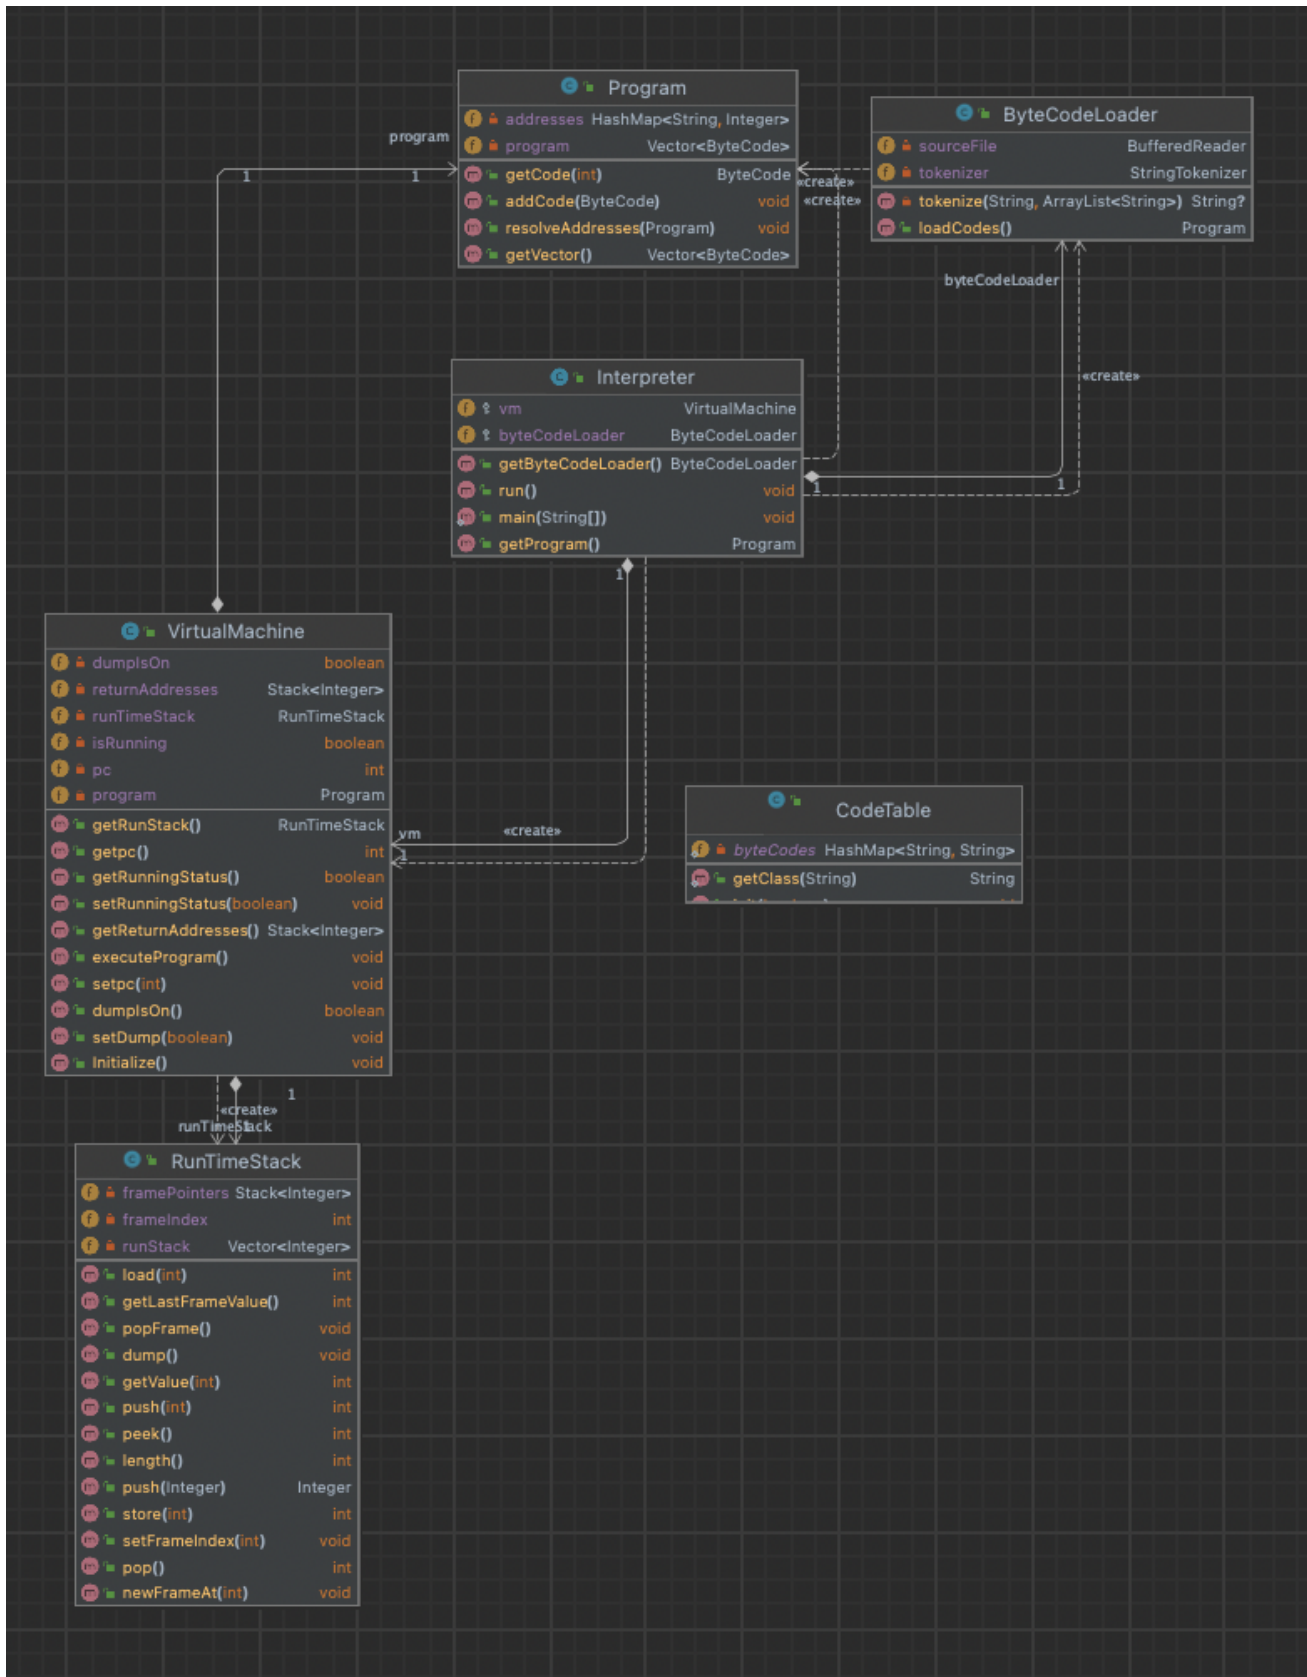 Program
addresses HashMap<String, Integer>
program Vector<ByteCode>
getCode(int) ByteCode
addCode(ByteCode) void
resolveAddresses(Program) void
getVector() Vector<ByteCode>
ByteCodeLoader
sourceFile BufferedReader
tokenizer StringTokenizer
tokenize(String, ArrayList<String>) String?
loadCodes() Program
program
1 1
«create»
«create»
byteCodeLoader
«create»
Interpreter
vm VirtualMachine
byteCodeLoader ByteCodeLoader
getByteCodeLoader() ByteCodeLoader
run() void
main(String[]) void
getProgram() Program
1 1
1
VirtualMachine
dumpIsOn boolean
returnAddresses Stack<Integer>
runTimeStack RunTimeStack
isRunning boolean
pc int
program Program
getRunStack() RunTimeStack
getpc() int
getRunningStatus() boolean
setRunningStatus(boolean) void
getReturnAddresses() Stack<Integer>
executeProgram() void
setpc(int) void
dumpIsOn() boolean
setDump(boolean) void
Initialize() void
vm «create»
1
CodeTable
byteCodes HashMap<String, String>
getClass(String) String
1
«create»
runTimeStack
1
RunTimeStack
framePointers Stack<Integer>
frameIndex int
runStack Vector<Integer>
load(int) int
getLastFrameValue() int
popFrame() void
dump() void
getValue(int) int
push(int) int
peek() int
length() int
push(Integer) Integer
store(int) int
setFrameIndex(int) void
pop() int
newFrameAt(int) void